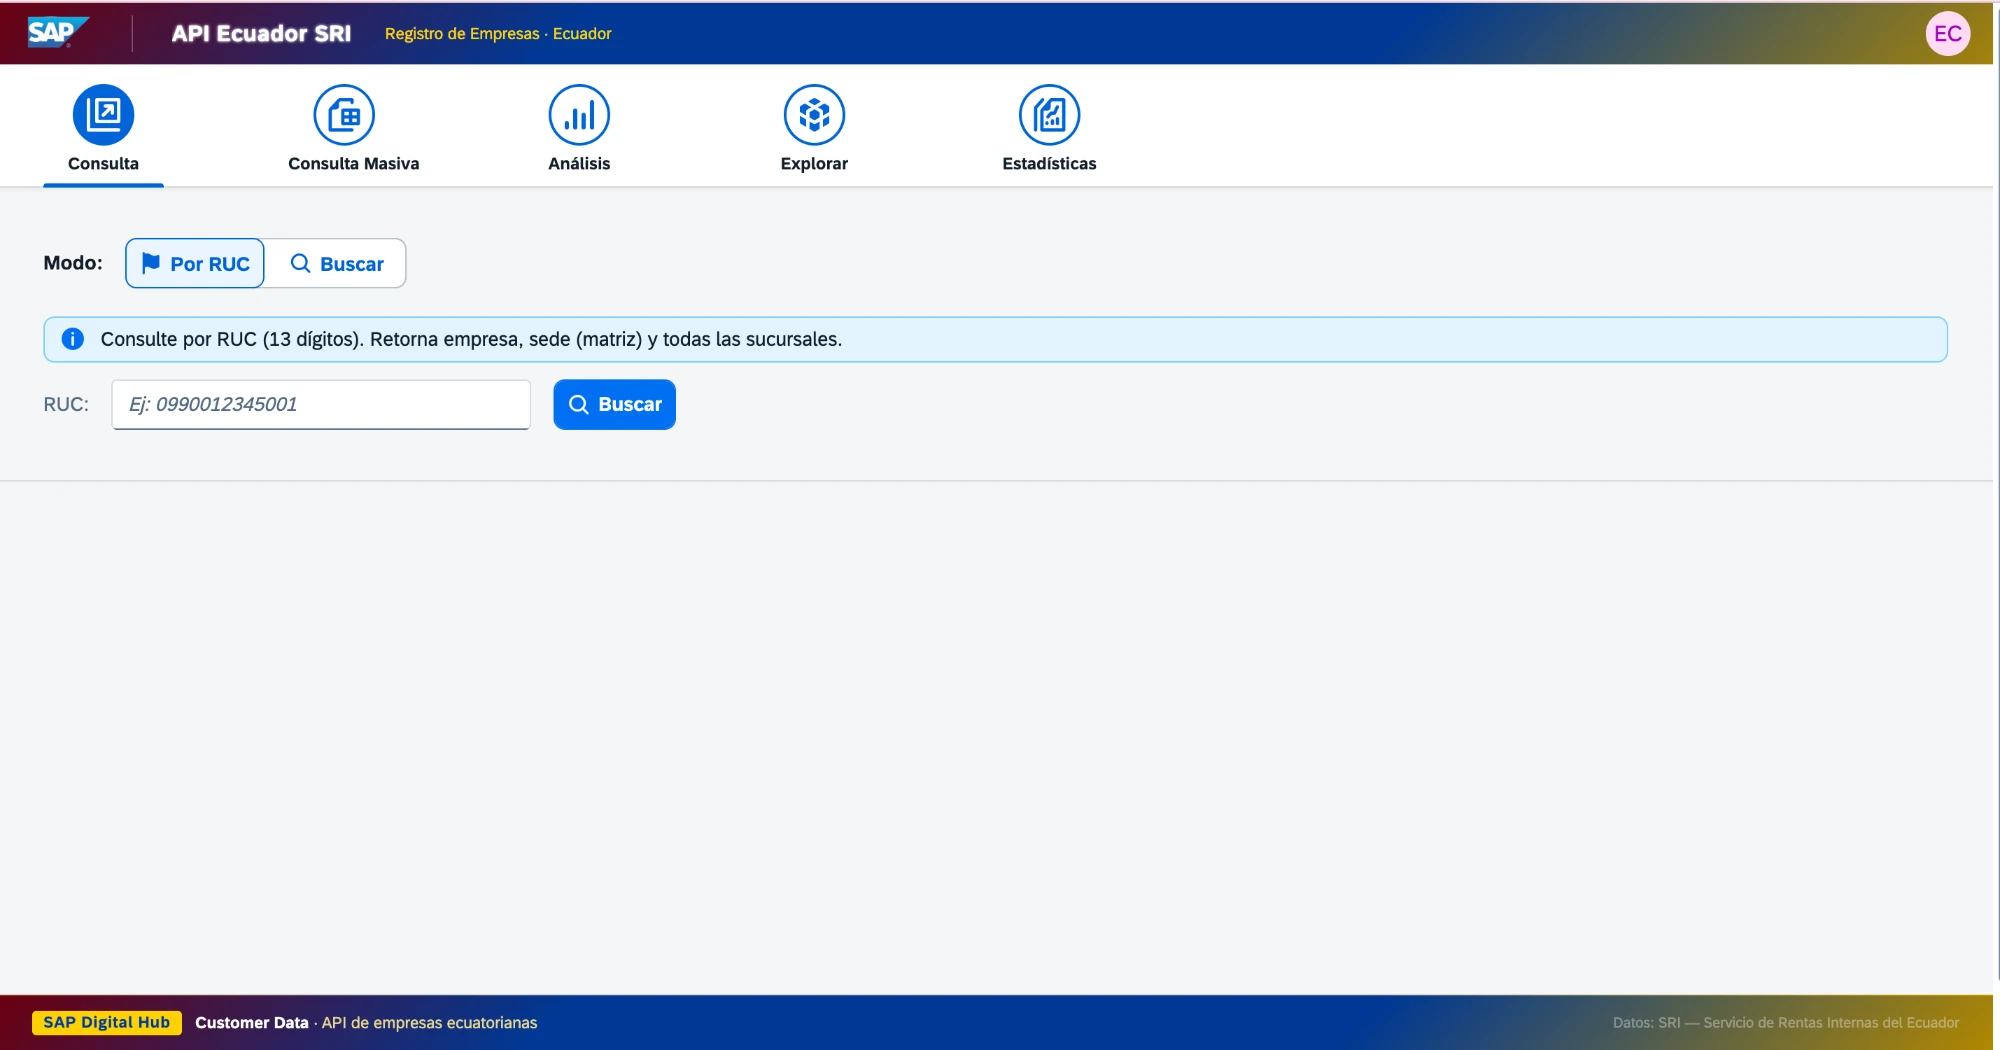 SAP
API Ecuador SRI
Registro de Empresas · Ecuador
EC
Consulta
Consulta Masiva
Análisis
Explorar
Estadísticas
Modo:
Por RUC
Buscar
Consulte por RUC (13 dígitos). Retorna empresa, sede (matriz) y todas las sucursales.
RUC:
Ej: 0990012345001
Buscar
SAP Digital Hub
Customer Data · API de empresas ecuatorianas
Datos: SRI — Servicio de Rentas Internas del Ecuador